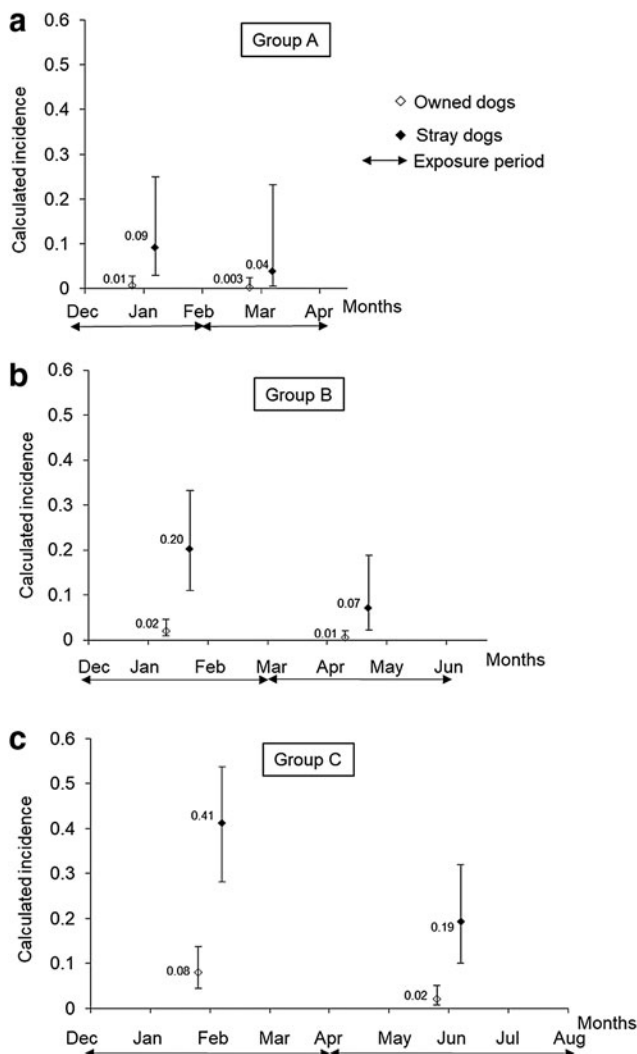 a
Group A
Calculated incidence
0.6
0.5
0.4
0.3
0.2
0.1
0
Owned dogs
Stray dogs
Exposure period
0.01
0.09
0.003
0.04
Dec Jan Feb Mar Apr Months
b
Group B
Calculated incidence
0.6
0.5
0.4
0.3
0.2
0.1
0
0.02
0.20
0.01
0.07
Dec Jan Feb Mar Apr May Jun Months
c
Group C
Calculated incidence
0.6
0.5
0.4
0.3
0.2
0.1
0
0.08
0.41
0.02
0.19
Months
Dec Jan Feb Mar Apr May Jun Jul Aug